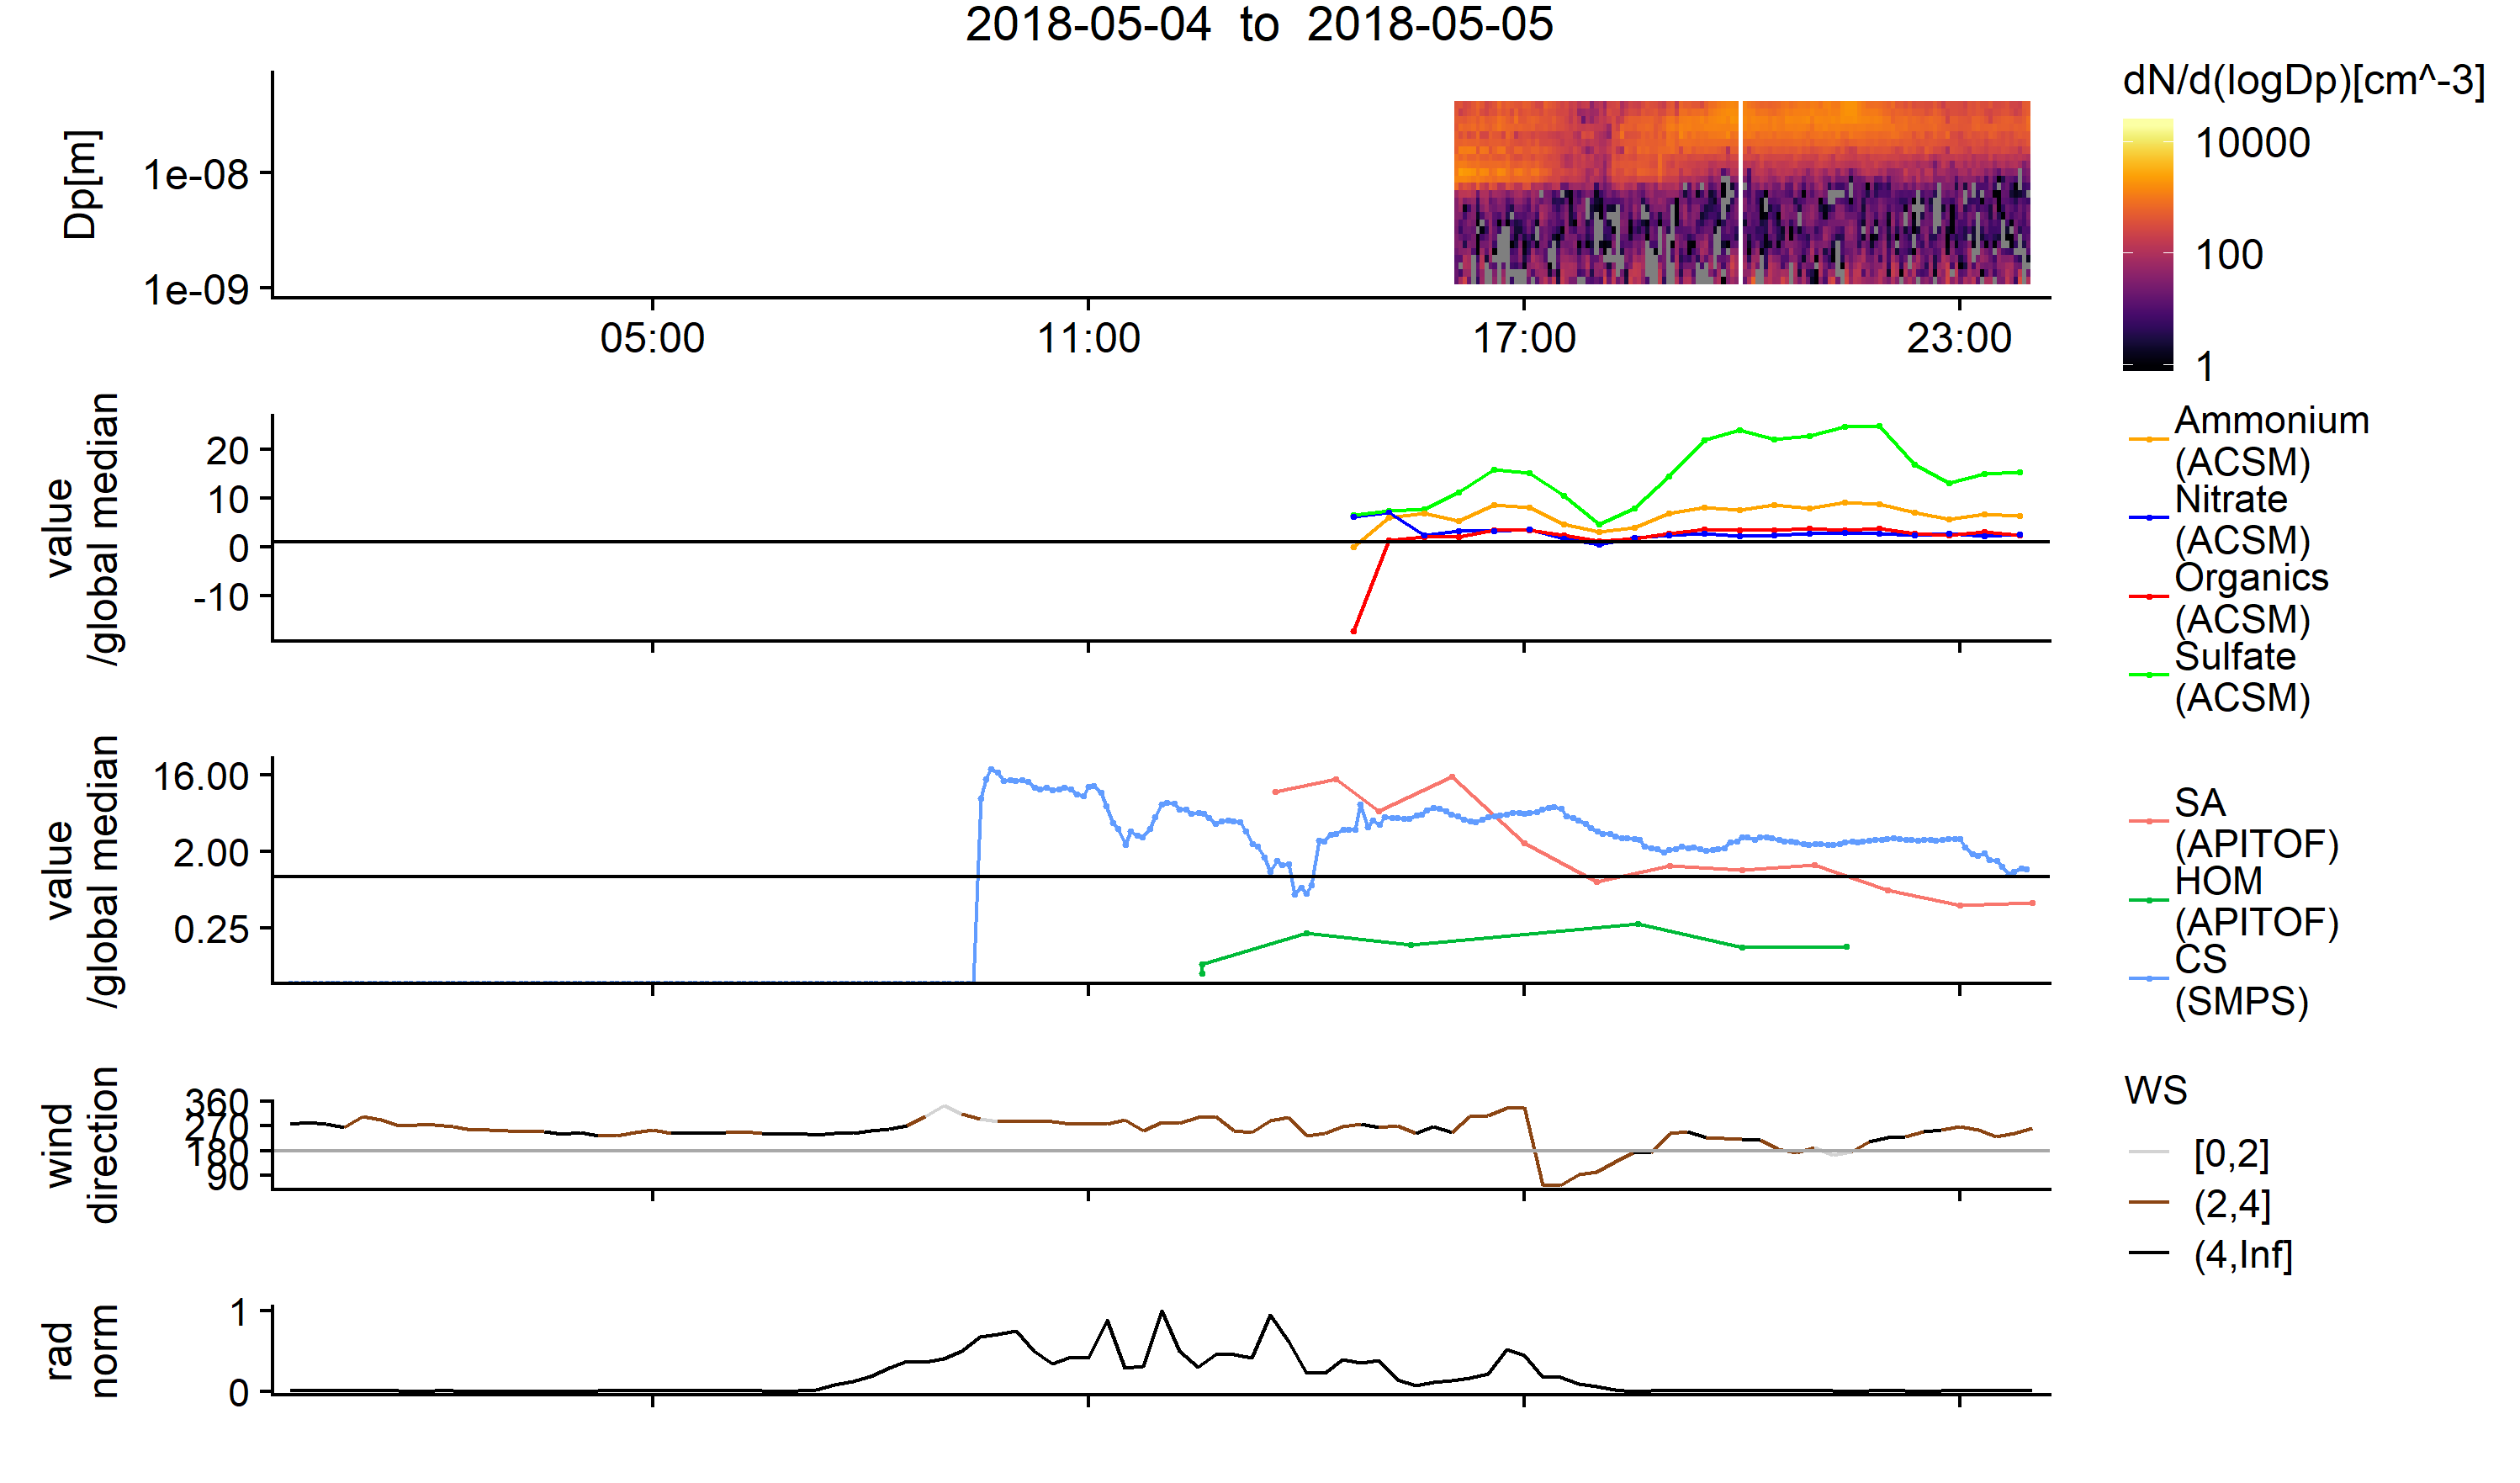 2018-05-04 to 2018-05-05
Dp[m]
1e-08
1e-09
05:00
11:00
17:00
23:00
dN/d(logDp)[cm^-3]
10000
100
1
value
/global median
20
10
0
-10
Ammonium
(ACSM)
Nitrate
(ACSM)
Organics
(ACSM)
Sulfate
(ACSM)
value
/global median
16.00
2.00
0.25
SA
(APITOF)
HOM
(APITOF)
CS
(SMPS)
wind
direction
360
270
180
90
WS
[0,2]
(2,4]
(4,Inf]
rad
norm
1
0